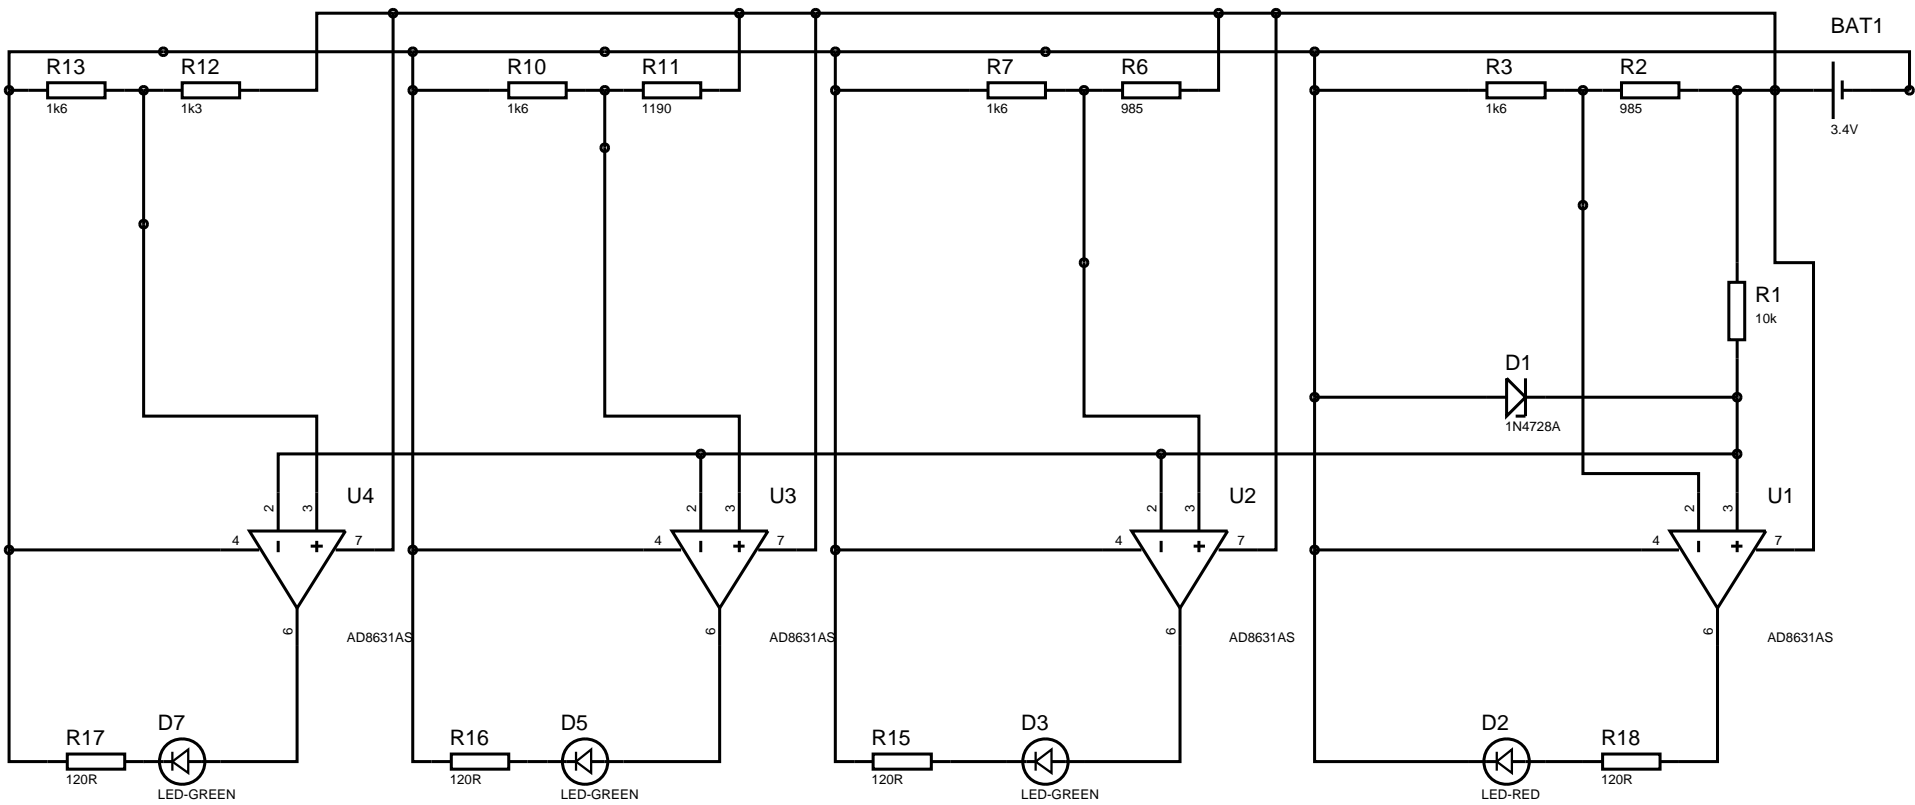 BAT1
R13
R12
R10
R11
R7
R6
R3
R2
1k6
1k3
1k6
1190
1k6
985
1k6
985
3.4V
R1
10k
D1
1N4728A
U4
U3
U2
U1
2
3
2
3
2
3
2
3
4
7
4
7
4
7
4
7
6
AD8631AS
6
AD8631AS
6
AD8631AS
6
AD8631AS
R17
D7
R16
D5
R15
D3
D2
R18
120R
LED-GREEN
120R
LED-GREEN
120R
LED-GREEN
LED-RED
120R